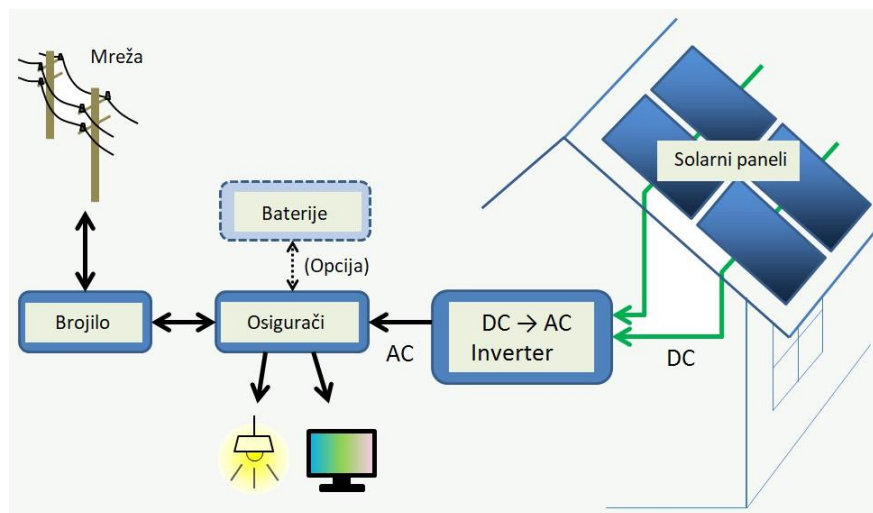 Mreža
Solarni paneli
Baterije
(Opcija)
Brojilo
Osigurači
DC → AC
Inverter
AC
DC